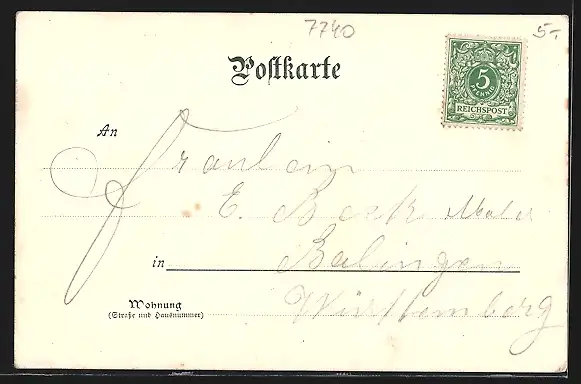 7740
5.-
Postkarte
5
PFENNIG
REICHSPOST
An
Fräulein
E. Beck
in Balingen
Württemberg
Wohnung
(Straße und Hausnummer)